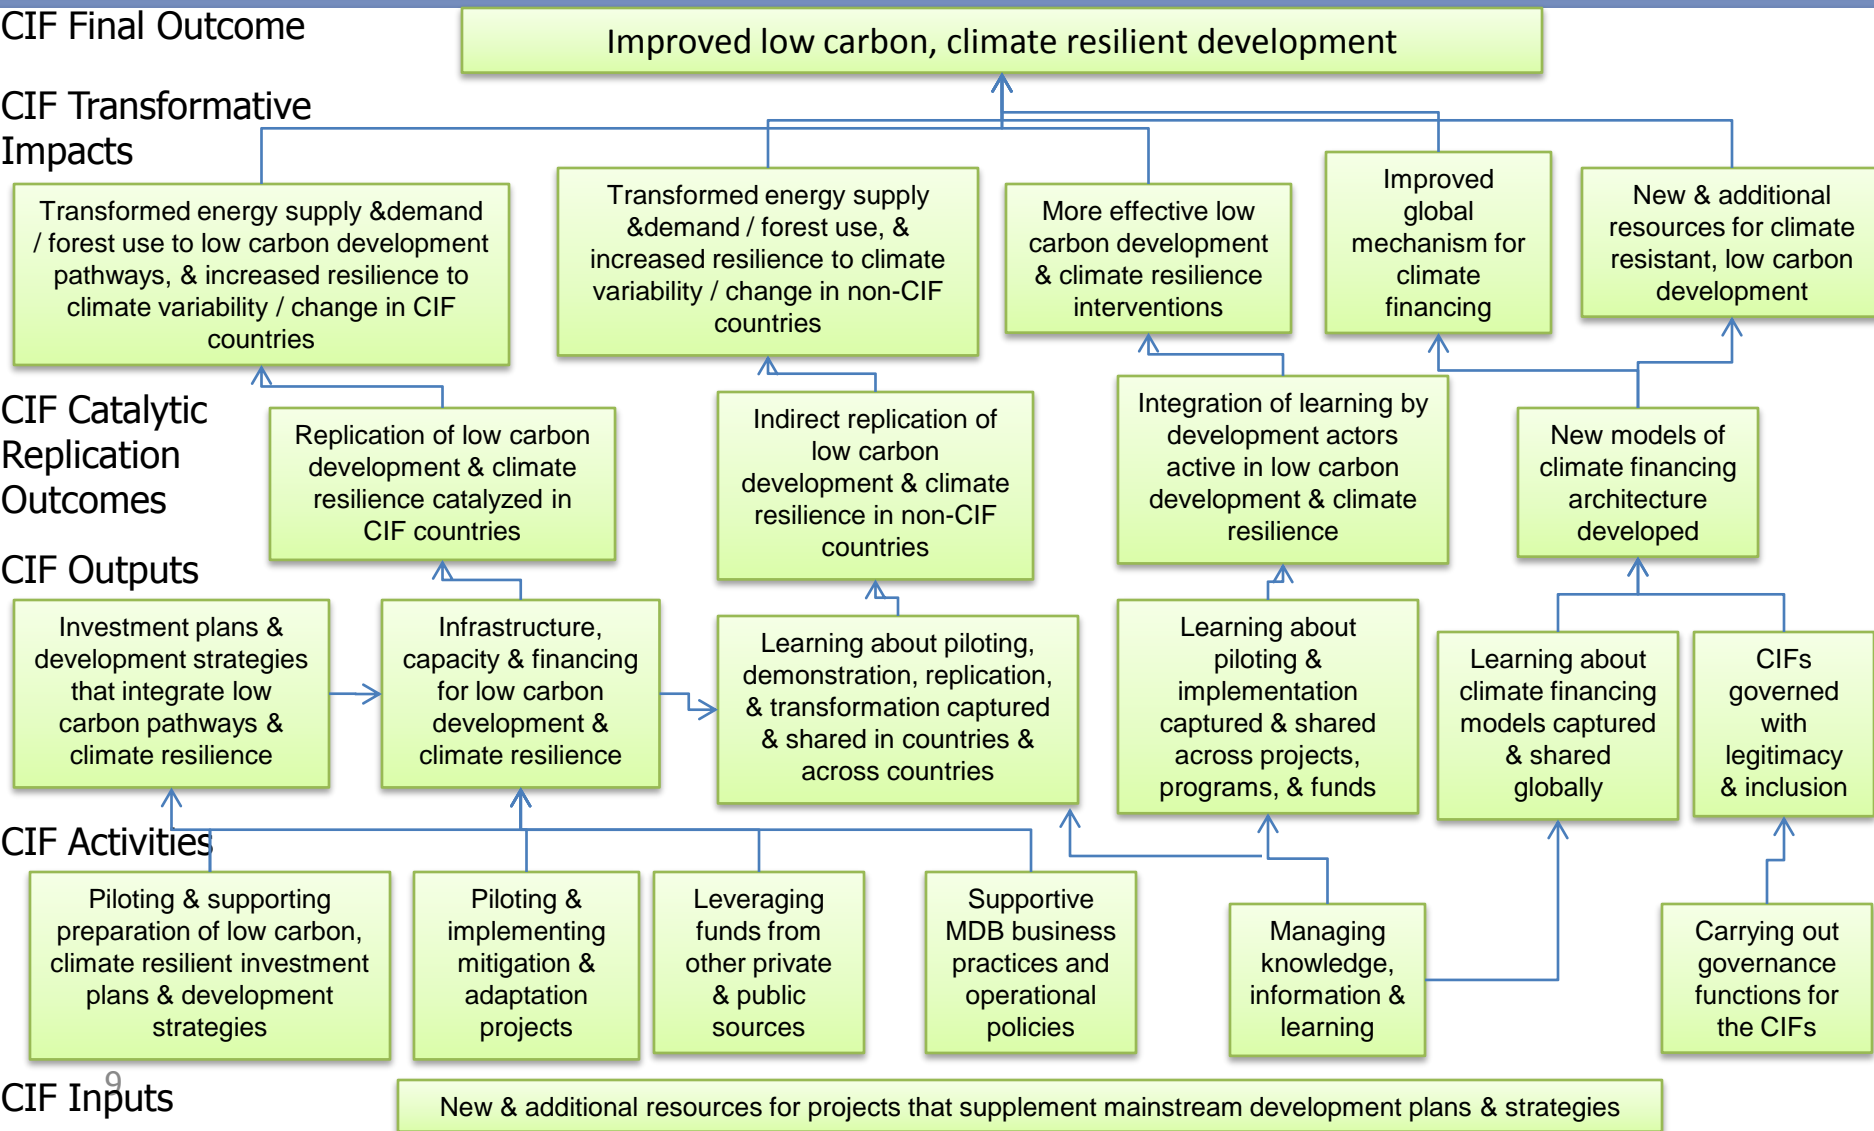 CIF Final Outcome
Improved low carbon, climate resilient development
CIF Transformative
Impacts
Transformed energy supply &demand
/ forest use to low carbon development
pathways, & increased resilience to
climate variability / change in CIF
countries
Transformed energy supply
&demand / forest use, &
increased resilience to climate
variability / change in non-CIF
countries
More effective low
carbon development
& climate resilience
interventions
Improved
global
mechanism for
climate
financing
New & additional
resources for climate
resistant, low carbon
development
CIF Catalytic
Replication
Outcomes
Replication of low carbon
development & climate
resilience catalyzed in
CIF countries
Indirect replication of
low carbon
development & climate
resilience in non-CIF
countries
Integration of learning by
development actors
active in low carbon
development & climate
resilience
New models of
climate financing
architecture
developed
CIF Outputs
Investment plans &
development strategies
that integrate low
carbon pathways &
climate resilience
Infrastructure,
capacity & financing
for low carbon
development &
climate resilience
Learning about piloting,
demonstration, replication,
& transformation captured
& shared in countries &
across countries
Learning about
piloting &
implementation
captured & shared
across projects,
programs, & funds
Learning about
climate financing
models captured
& shared
globally
CIFs
governed
with
legitimacy
& inclusion
CIF Activities
Piloting & supporting
preparation of low carbon,
climate resilient investment
plans & development
strategies
Piloting &
implementing
mitigation &
adaptation
projects
Leveraging
funds from
other private
& public
sources
Supportive
MDB business
practices and
operational
policies
Managing
knowledge,
information &
learning
Carrying out
governance
functions for
the CIFs
9
CIF Inputs
New & additional resources for projects that supplement mainstream development plans & strategies